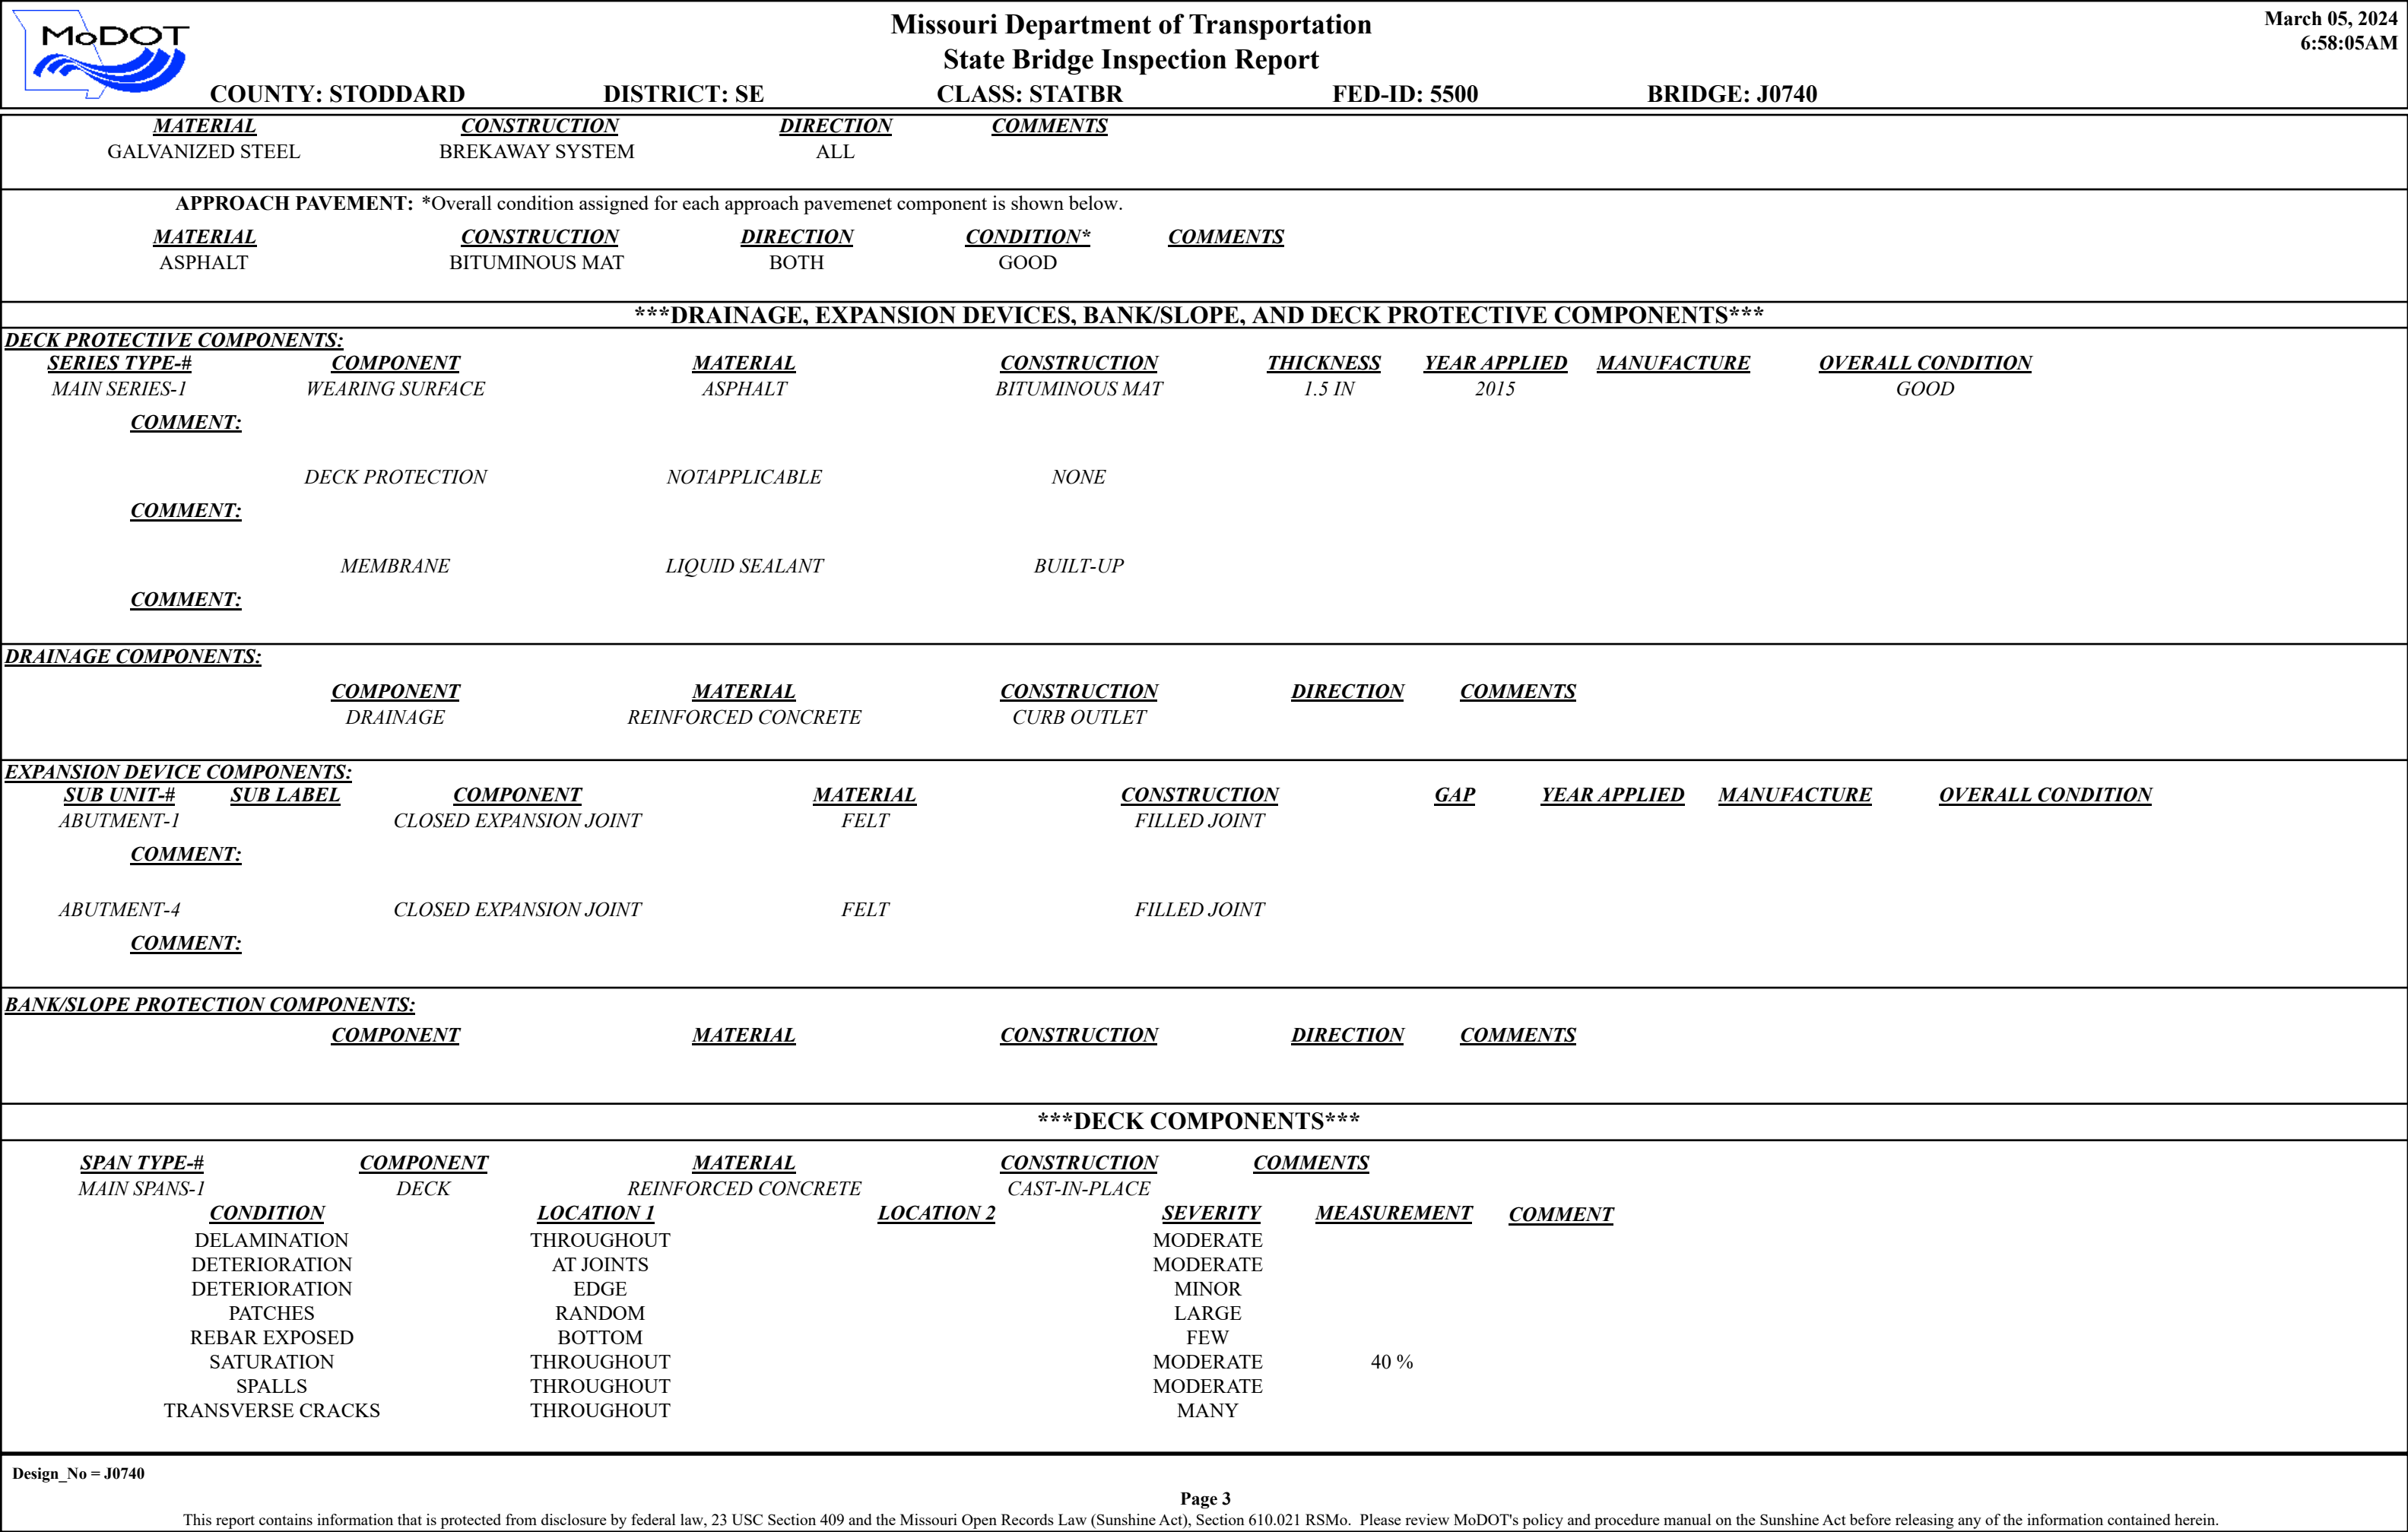 MoDOT
Missouri Department of Transportation
State Bridge Inspection Report
March 05, 2024
6:58:05AM
COUNTY: STODDARD DISTRICT: SE CLASS: STATBR FED-ID: 5500 BRIDGE: J0740
MATERIAL CONSTRUCTION DIRECTION COMMENTS
GALVANIZED STEEL BREKAWAY SYSTEM ALL
APPROACH PAVEMENT: *Overall condition assigned for each approach pavemenet component is shown below.
MATERIAL CONSTRUCTION DIRECTION CONDITION* COMMENTS
ASPHALT BITUMINOUS MAT BOTH GOOD
***DRAINAGE, EXPANSION DEVICES, BANK/SLOPE, AND DECK PROTECTIVE COMPONENTS***
DECK PROTECTIVE COMPONENTS:
SERIES TYPE-# COMPONENT MATERIAL CONSTRUCTION THICKNESS YEAR APPLIED MANUFACTURE OVERALL CONDITION
MAIN SERIES-1 WEARING SURFACE ASPHALT BITUMINOUS MAT 1.5 IN 2015 GOOD
COMMENT:
DECK PROTECTION NOTAPPLICABLE NONE
COMMENT:
MEMBRANE LIQUID SEALANT BUILT-UP
COMMENT:
DRAINAGE COMPONENTS:
COMPONENT MATERIAL CONSTRUCTION DIRECTION COMMENTS
DRAINAGE REINFORCED CONCRETE CURB OUTLET
EXPANSION DEVICE COMPONENTS:
SUB UNIT-# SUB LABEL COMPONENT MATERIAL CONSTRUCTION GAP YEAR APPLIED MANUFACTURE OVERALL CONDITION
ABUTMENT-1 CLOSED EXPANSION JOINT FELT FILLED JOINT
COMMENT:
ABUTMENT-4 CLOSED EXPANSION JOINT FELT FILLED JOINT
COMMENT:
BANK/SLOPE PROTECTION COMPONENTS:
COMPONENT MATERIAL CONSTRUCTION DIRECTION COMMENTS
***DECK COMPONENTS***
SPAN TYPE-# COMPONENT MATERIAL CONSTRUCTION COMMENTS
MAIN SPANS-1 DECK REINFORCED CONCRETE CAST-IN-PLACE
CONDITION LOCATION 1 LOCATION 2 SEVERITY MEASUREMENT COMMENT
DELAMINATION THROUGHOUT MODERATE
DETERIORATION AT JOINTS MODERATE
DETERIORATION EDGE MINOR
PATCHES RANDOM LARGE
REBAR EXPOSED BOTTOM FEW
SATURATION THROUGHOUT MODERATE 40 %
SPALLS THROUGHOUT MODERATE
TRANSVERSE CRACKS THROUGHOUT MANY
Design_No = J0740
Page 3
This report contains information that is protected from disclosure by federal law, 23 USC Section 409 and the Missouri Open Records Law (Sunshine Act), Section 610.021 RSMo. Please review MoDOT's policy and procedure manual on the Sunshine Act before releasing any of the information contained herein.